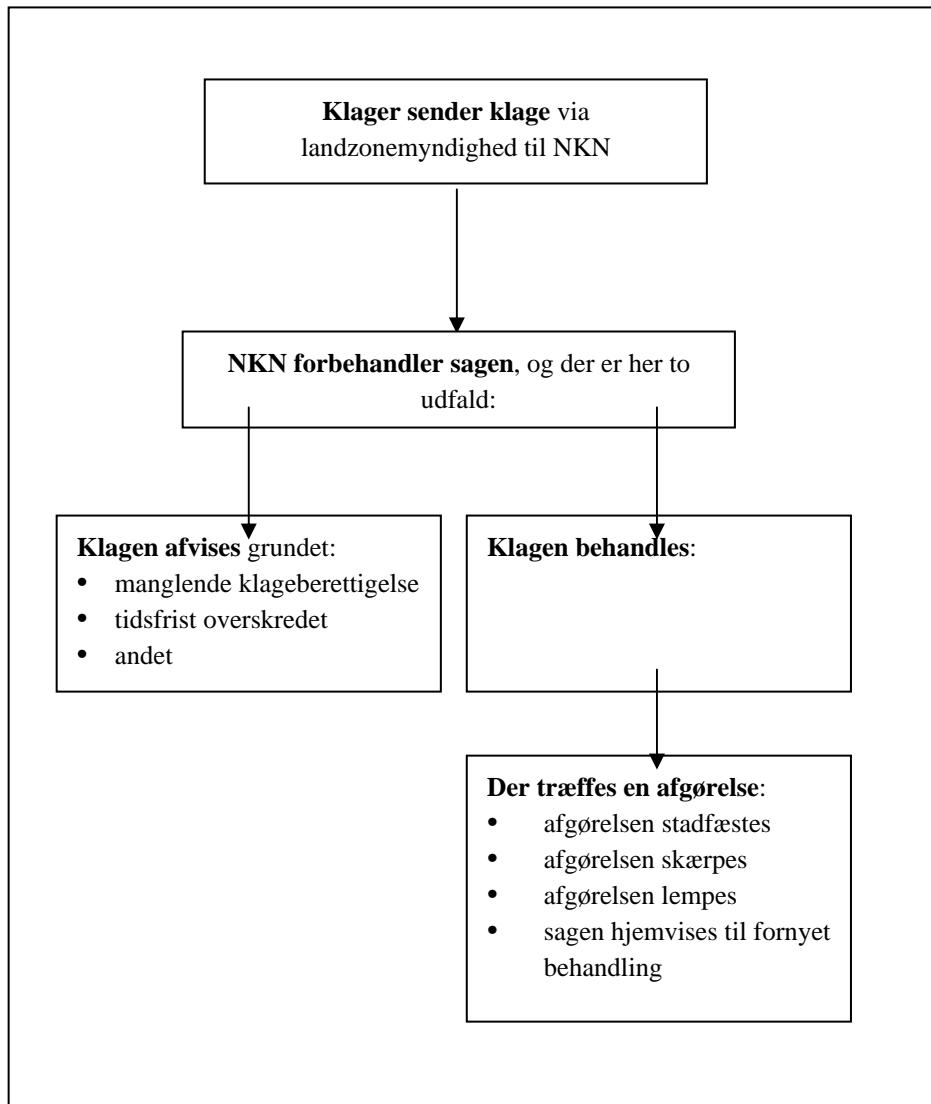 Klager sender klage via
landzonemyndighed til NKN
NKN forbehandler sagen, og der er her to
udfald:
Klagen afvises grundet:
• manglende klageberettigelse
• tidsfrist overskredet
• andet
Klagen behandles:
Der træffes en afgørelse:
• afgørelsen stadfæstes
• afgørelsen skærpes
• afgørelsen lempes
• sagen hjemvises til fornyet
behandling